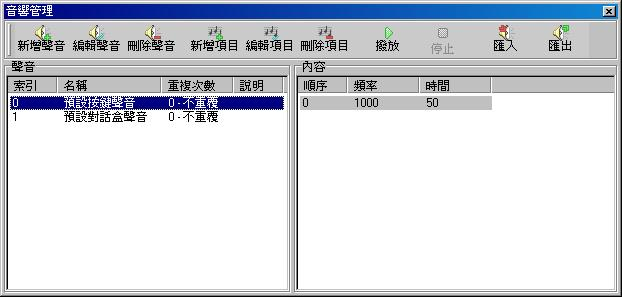 音響管理
新增聲音 編輯聲音 刪除聲音 新增項目 編輯項目 刪除項目 撥放 停止 匯入 匯出
聲音 內容
索引 名稱 重複次數 說明 順序 頻率 時間
0 預設按鍵聲音 0 - 不重覆 0 1000 50
1 預設對話盒聲音 0 - 不重覆